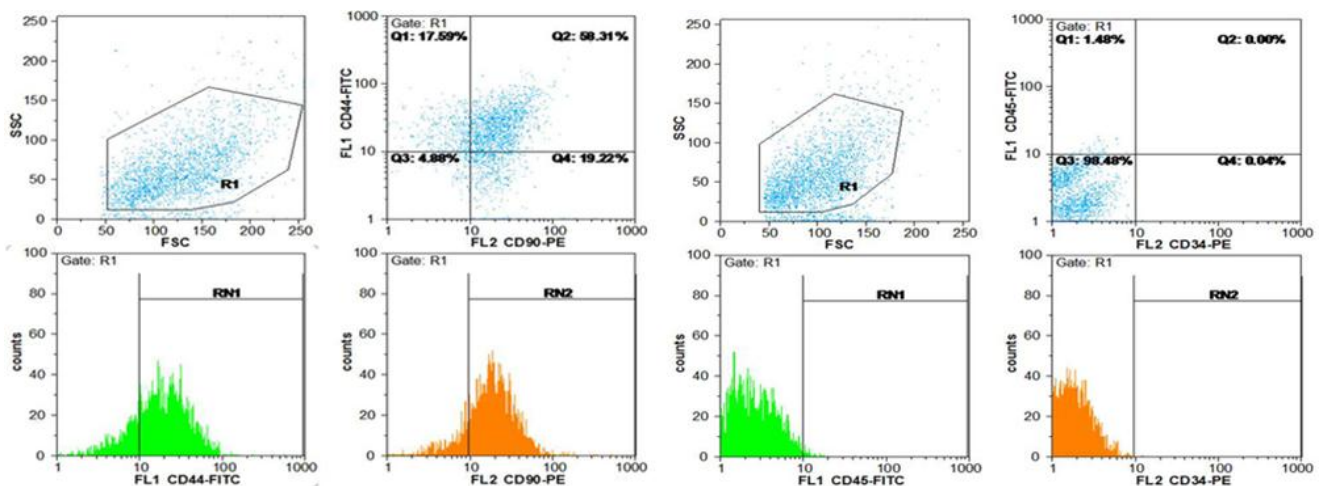 250
200
150
100
50
0
SSC
R1
0 50 100 150 200 250
FSC
Gate: R1
Q1: 17.59% Q2: 58.31%
Q3: 4.88% Q4: 19.22%
1000
100
10
1
FL1 CD44-FITC
1 10 100 1000
FL2 CD90-PE
250
200
150
100
50
0
SSC
R1
0 50 100 150 200 250
FSC
Gate: R1
Q1: 1.48% Q2: 0.00%
Q3: 98.48% Q4: 0.04%
1000
100
10
1
FL1 CD45-FITC
1 10 100 1000
FL2 CD34-PE
Gate: R1
RN1
100
80
60
40
20
0
counts
1 10 100 1000
FL1 CD44-FITC
Gate: R1
RN2
100
80
60
40
20
0
counts
1 10 100 1000
FL2 CD90-PE
Gate: R1
RN1
100
80
60
40
20
0
counts
1 10 100 1000
FL1 CD45-FITC
Gate: R1
RN2
100
80
60
40
20
0
counts
1 10 100 1000
FL2 CD34-PE